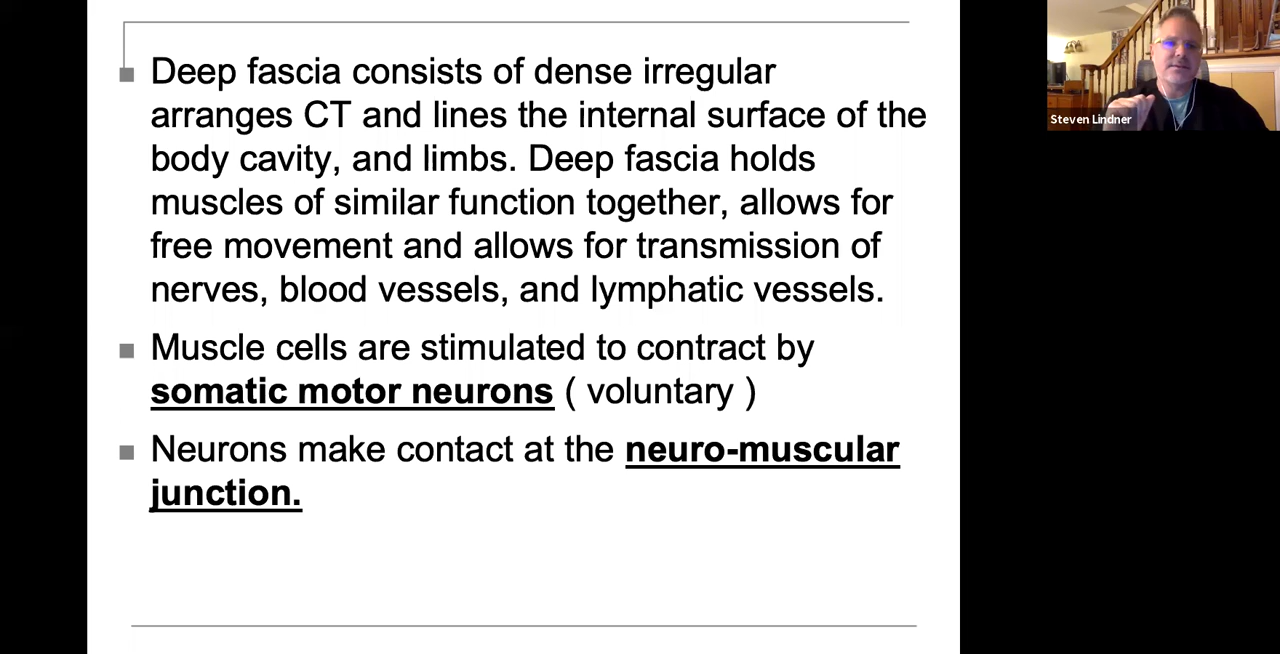 Deep fascia consists of dense irregular
arranges CT and lines the internal surface of the
body cavity, and limbs. Deep fascia holds
muscles of similar function together, allows for
free movement and allows for transmission of
nerves, blood vessels, and lymphatic vessels.
Muscle cells are stimulated to contract by
somatic motor neurons ( voluntary )
Neurons make contact at the neuro-muscular
junction.
Steven Lindner